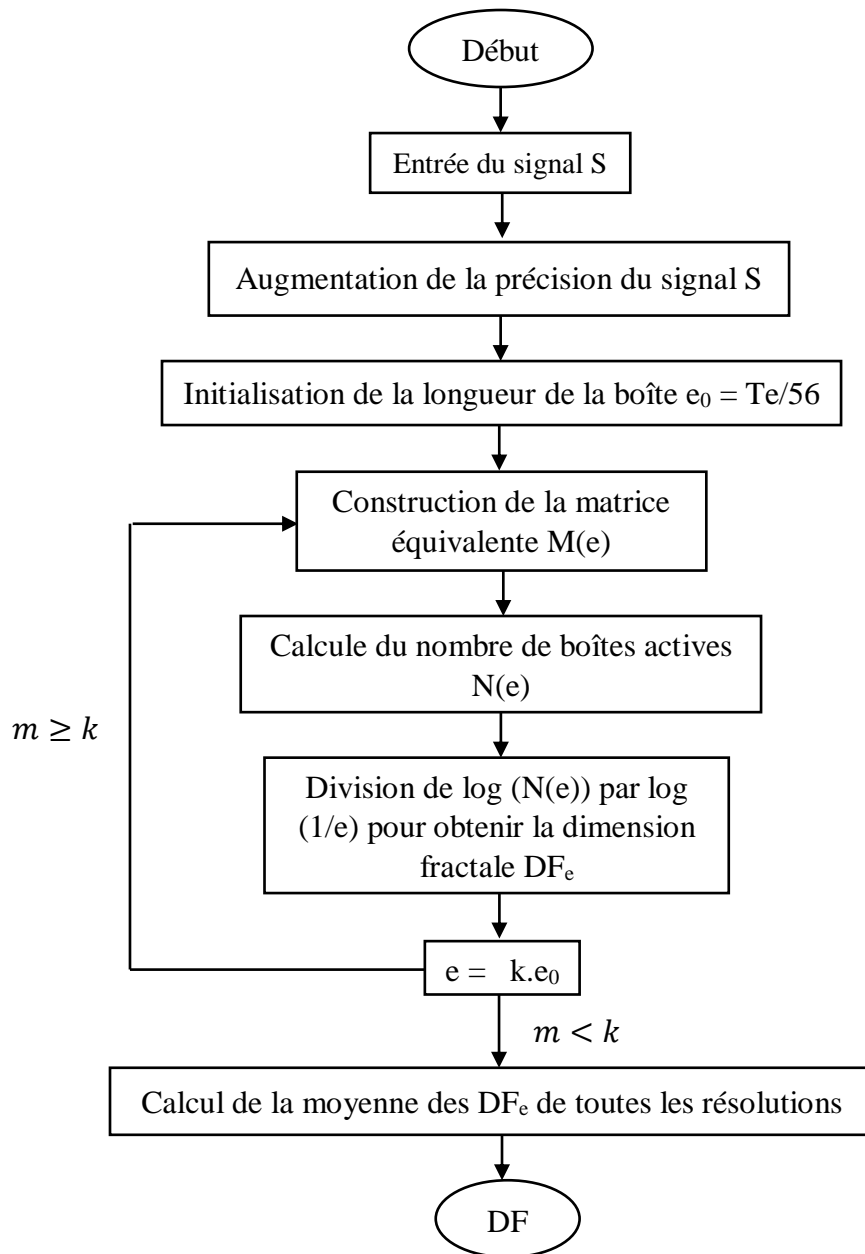 Début
Entrée du signal S
Augmentation de la précision du signal S
Initialisation de la longueur de la boîte e₀ = Te/56
Construction de la matrice
équivalente M(e)
Calcule du nombre de boîtes actives
N(e)
m ≥ k
Division de log (N(e)) par log
(1/e) pour obtenir la dimension
fractale DFₑ
e = k.e₀
m < k
Calcul de la moyenne des DFₑ de toutes les résolutions
DF